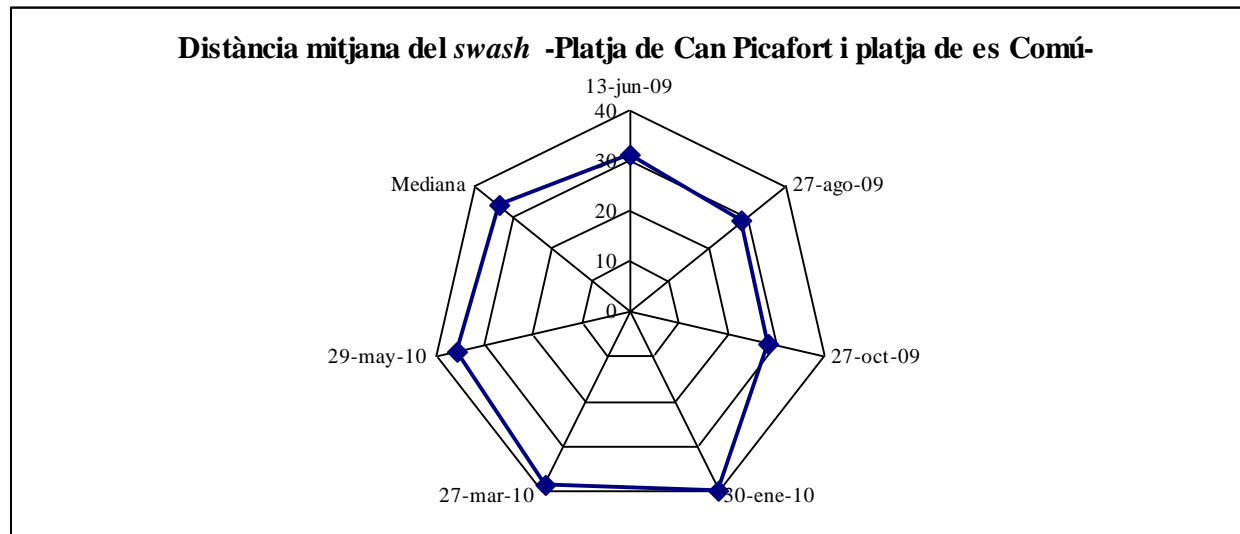 Distància mitjana del swash -Platja de Can Picafort i platja de es Comú-
13-jun-09
40
30
27-ago-09
Mediana
20
10
0
29-may-10
27-oct-09
27-mar-10
30-ene-10